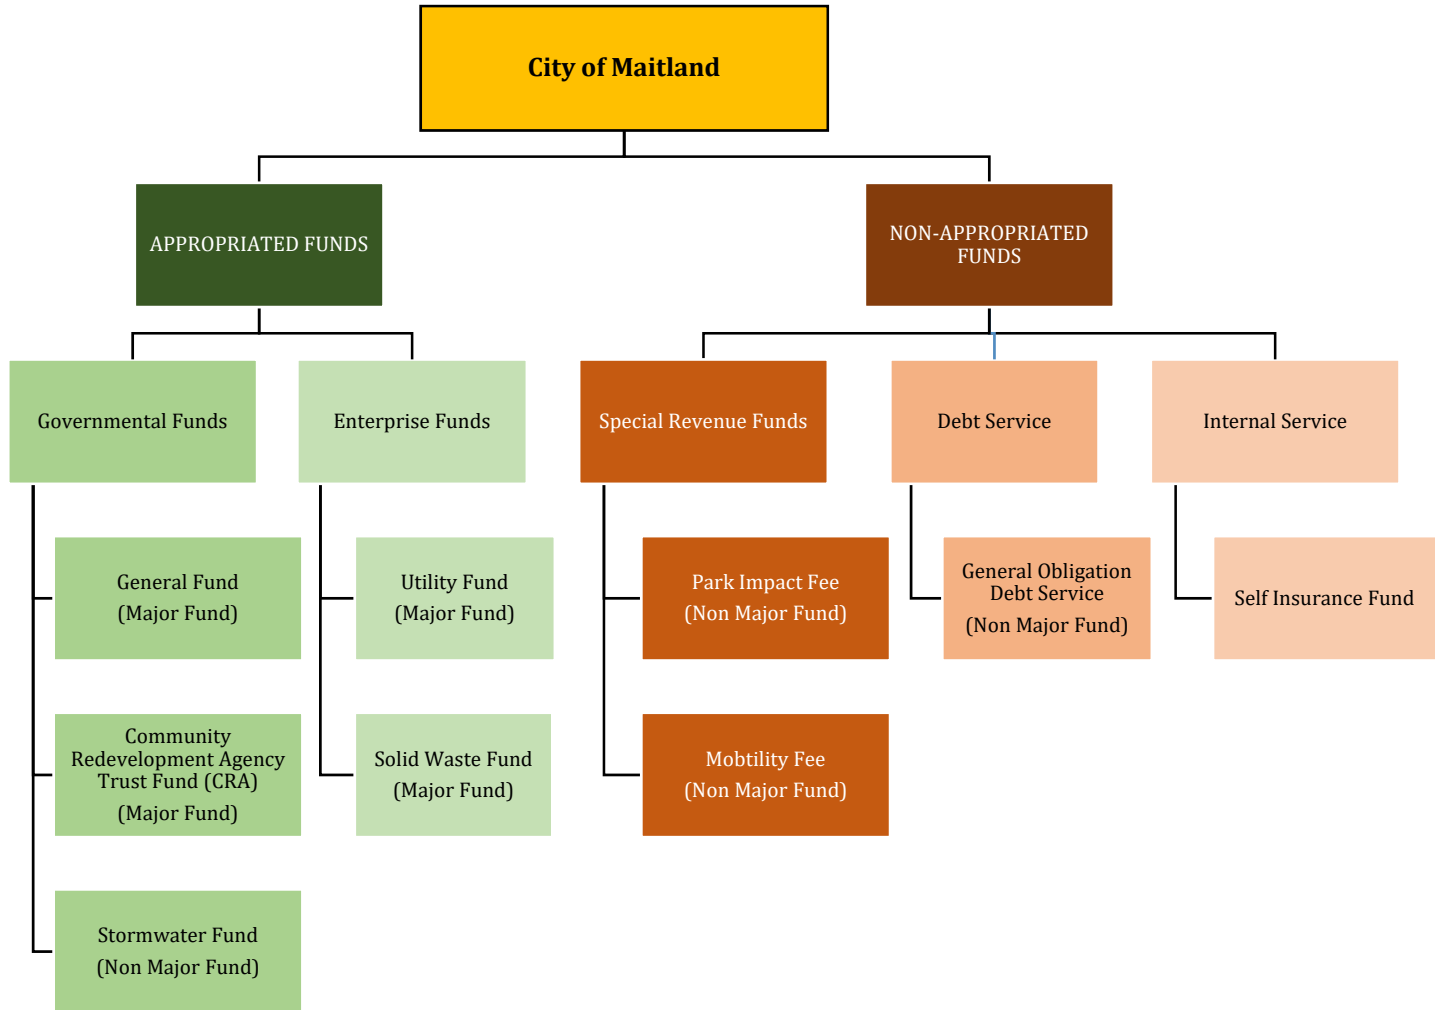 City of Maitland
APPROPRIATED FUNDS
NON-APPROPRIATED
FUNDS
Governmental Funds
Enterprise Funds
Special Revenue Funds
Debt Service
Internal Service
General Fund
(Major Fund)
Utility Fund
(Major Fund)
Park Impact Fee
(Non Major Fund)
General Obligation
Debt Service
(Non Major Fund)
Self Insurance Fund
Community
Redevelopment Agency
Trust Fund (CRA)
(Major Fund)
Solid Waste Fund
(Major Fund)
Mobtility Fee
(Non Major Fund)
Stormwater Fund
(Non Major Fund)